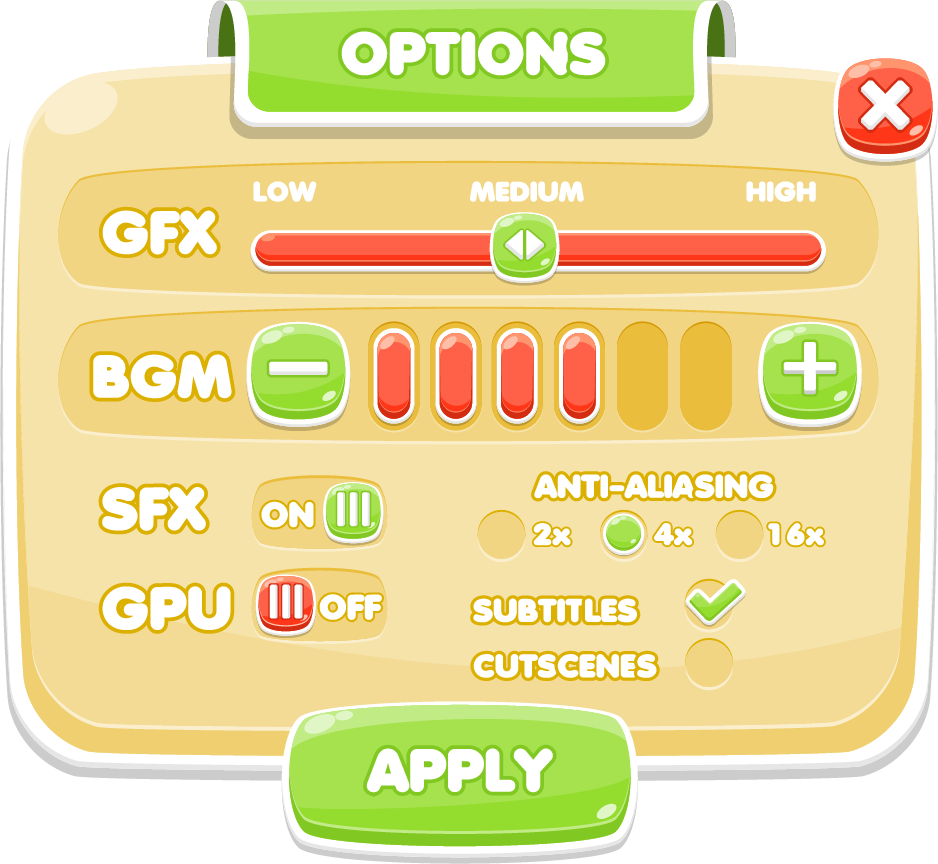 OPTIONS
LOW MEDIUM HIGH
GFX
BGM
SFX ON
ANTI-ALIASING
2x 4x 16x
GPU OFF
SUBTITLES
CUTSCENES
APPLY